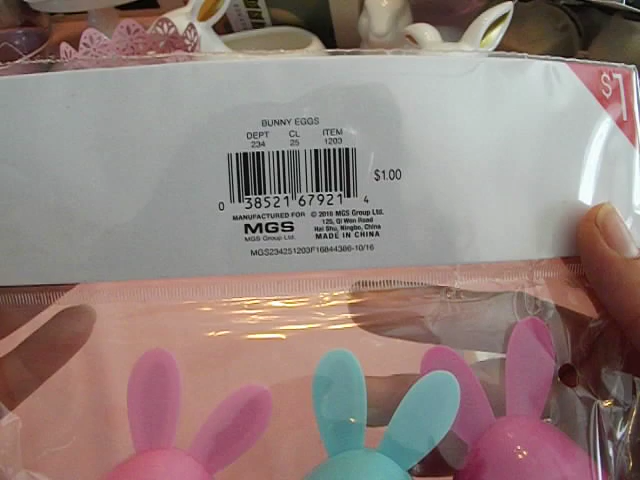 $1
BUNNY EGGS
DEPT CL ITEM
234 25 1203
$1.00
0 38521 67921 4
MANUFACTURED FOR
MGS
MGS Group Ltd.
© 2016 MGS Group Ltd.
125, Qi Wen Road
Hai Shu, Ningbo, China
MADE IN CHINA
MGS234251203F16844386-10/16